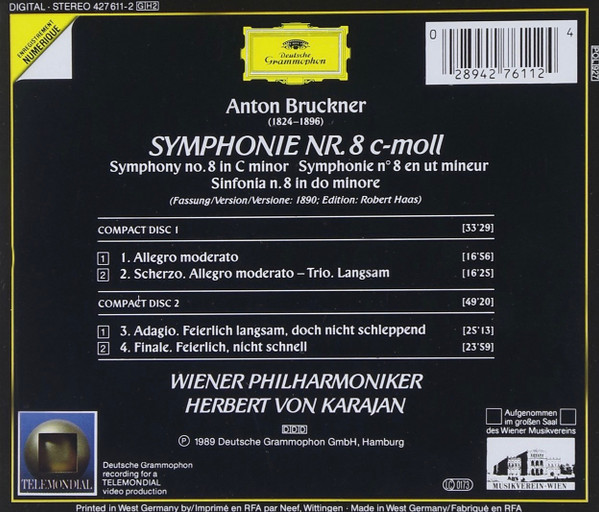 DIGITAL · STEREO 427 611-2 GH2
ENREGISTREMENT
NUMÉRIQUE
Deutsche
Grammophon
0 28942 76112 4
Anton Bruckner
(1824–1896)
SYMPHONIE NR. 8 c-moll
Symphony no. 8 in C minor Symphonie n° 8 en ut mineur
Sinfonia n. 8 in do minore
(Fassung/Version/Versione: 1890; Edition: Robert Haas)
COMPACT DISC 1 [33'29]
1 1. Allegro moderato [16'56]
2 2. Scherzo. Allegro moderato – Trio. Langsam [16'25]
COMPACT DISC 2 [49'20]
1 3. Adagio. Feierlich langsam, doch nicht schleppend [25'13]
2 4. Finale. Feierlich, nicht schnell [23'59]
WIENER PHILHARMONIKER
HERBERT VON KARAJAN
DDD
Ⓟ 1989 Deutsche Grammophon GmbH, Hamburg
TELEMONDIAL
Deutsche Grammophon
recording for a
TELEMONDIAL
video production
Aufgenommen
im großen Saal
des Wiener Musikvereins
MUSIKVEREIN·WIEN
LC 0173
Printed in West Germany by/Imprimé en RFA par Neef, Wittingen · Made in West Germany/Fabriqué en RFA